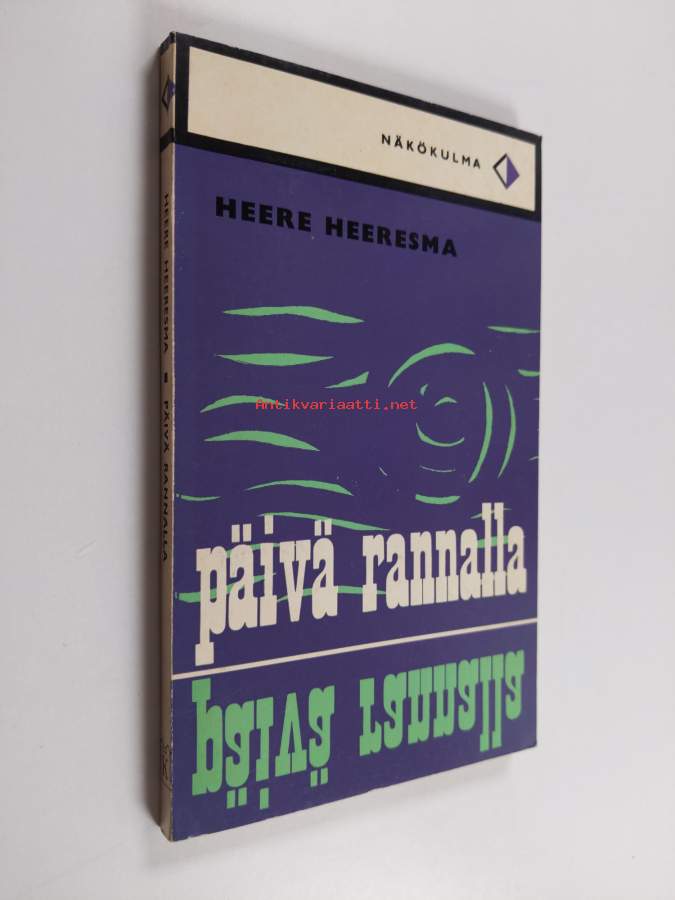 NÄKÖKULMA
HEERE HEERESMA
Antikvariaatti.net
päivä rannalla
päivä rannalla
HEERE HEERESMA ■ PÄIVÄ RANNALLA